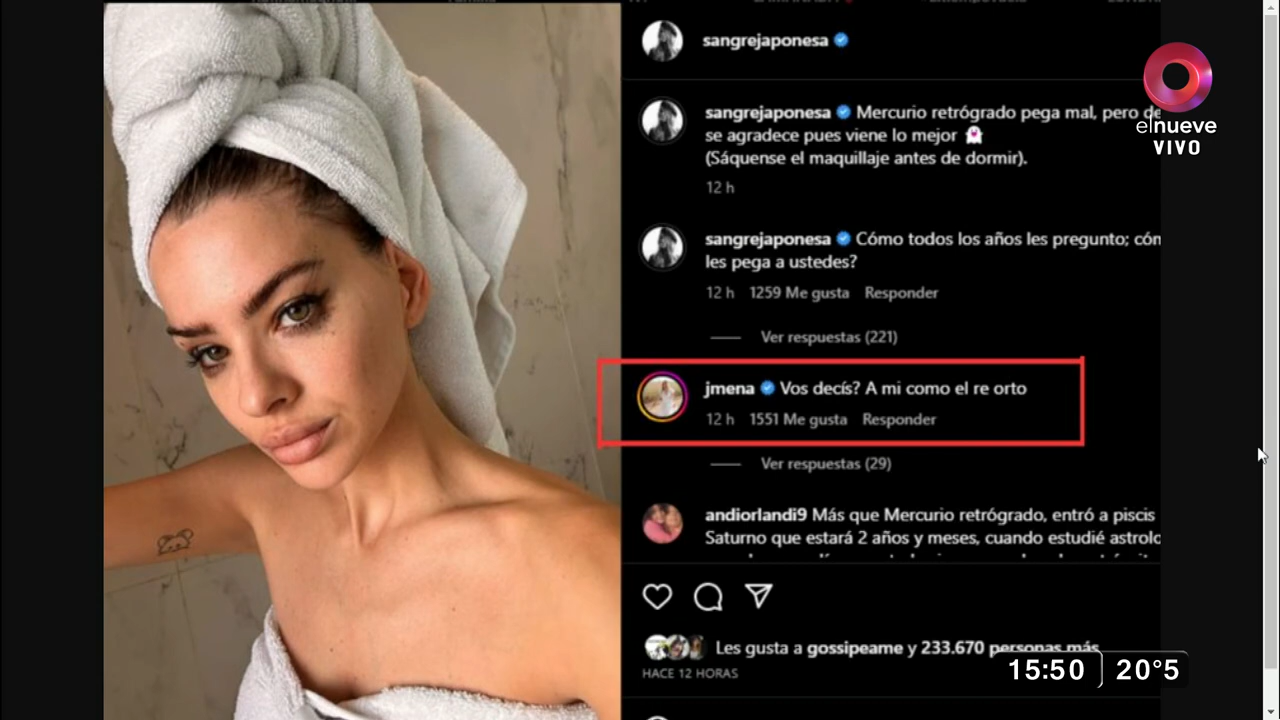 sangrejaponesa
sangrejaponesa Mercurio retrógrado pega mal, pero de
se agradece pues viene lo mejor 👻
(Sáquense el maquillaje antes de dormir).
12 h
sangrejaponesa Cómo todos los años les pregunto; cóm
les pega a ustedes?
12 h 1259 Me gusta Responder
Ver respuestas (221)
jmena Vos decís? A mi como el re orto
12 h 1551 Me gusta Responder
Ver respuestas (29)
andiorlandi9 Más que Mercurio retrógrado, entró a piscis
Saturno que estará 2 años y meses, cuando estudié astrolo
Les gusta a gossipeame y 233.670 personas más
HACE 12 HORAS
elnueve
VIVO
15:50 20°5